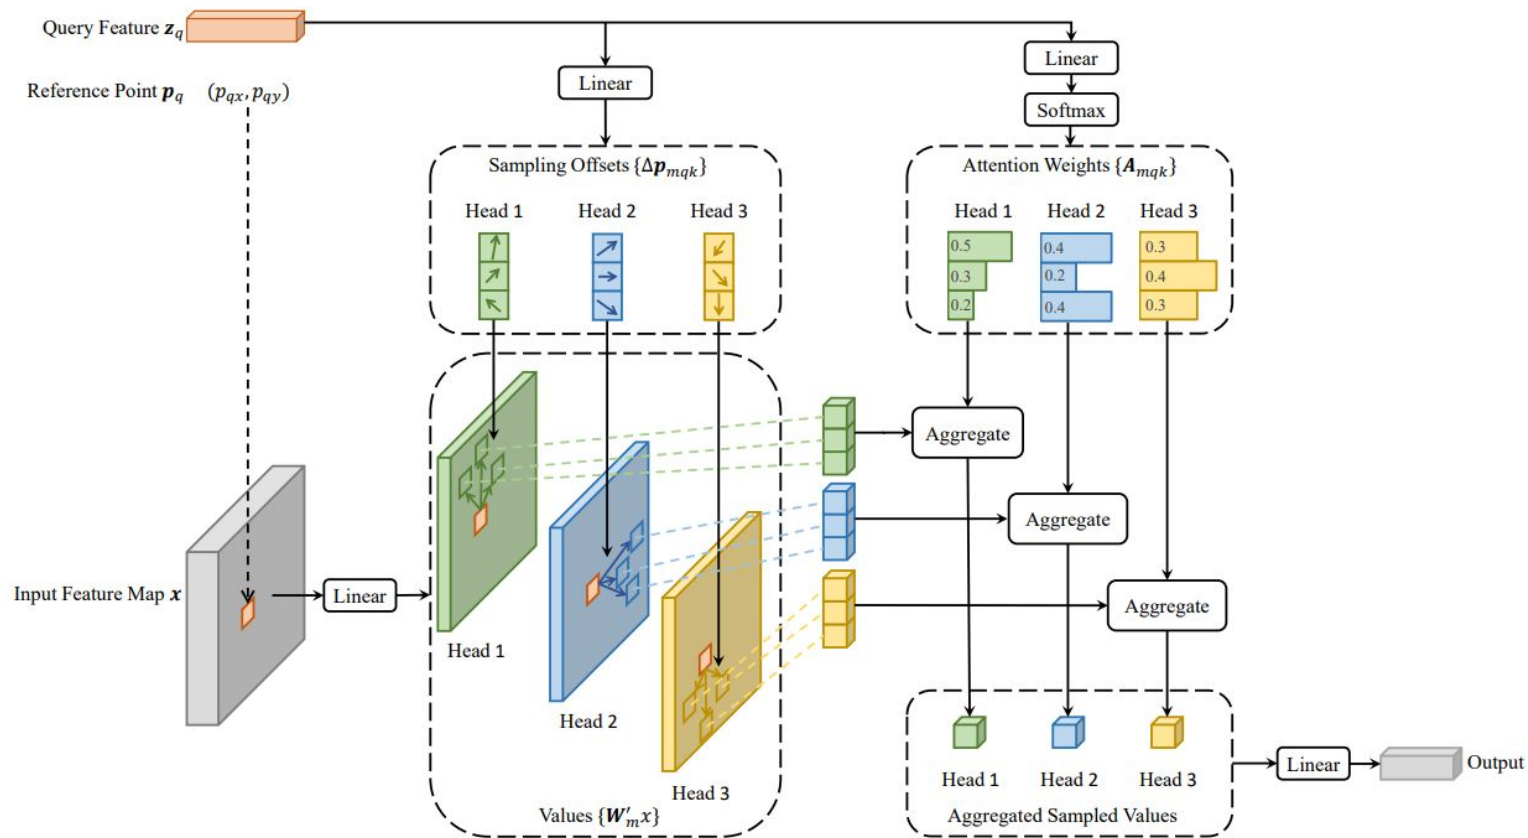 Query Feature z_q
Linear
Linear
Reference Point p_q (p_qx, p_qy)
Softmax
Sampling Offsets {Δp_mqk}
Attention Weights {A_mqk}
Head 1 Head 2 Head 3
Head 1 Head 2 Head 3
0.5 0.4 0.3
0.3 0.2 0.4
0.2 0.4 0.3
Aggregate
Aggregate
Aggregate
Input Feature Map x
Linear
Head 1
Head 2
Head 3
Values {W′_m x}
Head 1 Head 2 Head 3
Aggregated Sampled Values
Linear
Output